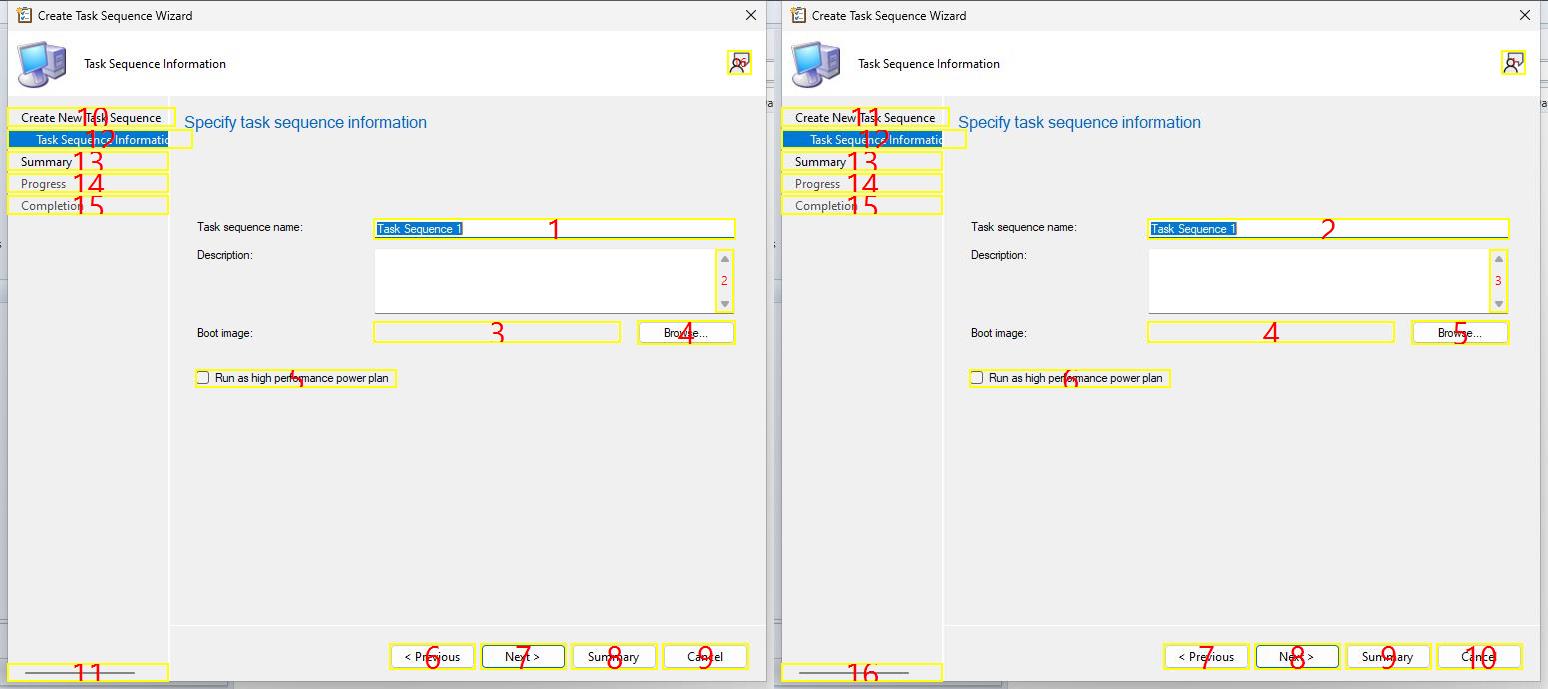 Create Task Sequence Wizard
Task Sequence Information
16
Create New Task Sequence
10
Task Sequence Informatio
12
Summary
13
Progress
14
Completion
15
11
Specify task sequence information
Task sequence name:
Task Sequence 1
1
Description:
2
Boot image:
3
Browse...
4
Run as high performance power plan
5
< Previous
6
Next >
7
Summary
8
Cancel
9
Create Task Sequence Wizard
Task Sequence Information
1
Create New Task Sequence
11
Task Sequence Informatio
12
Summary
13
Progress
14
Completion
15
16
Specify task sequence information
Task sequence name:
Task Sequence 1
2
Description:
3
Boot image:
4
Browse...
5
Run as high performance power plan
6
< Previous
7
Next >
8
Summary
9
Cancel
10